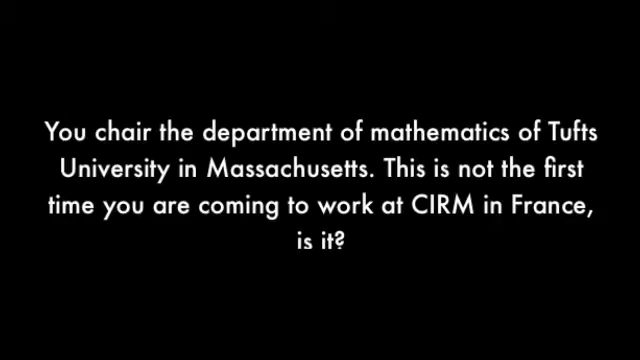 You chair the department of mathematics of Tufts
University in Massachusetts. This is not the first
time you are coming to work at CIRM in France,
is it?